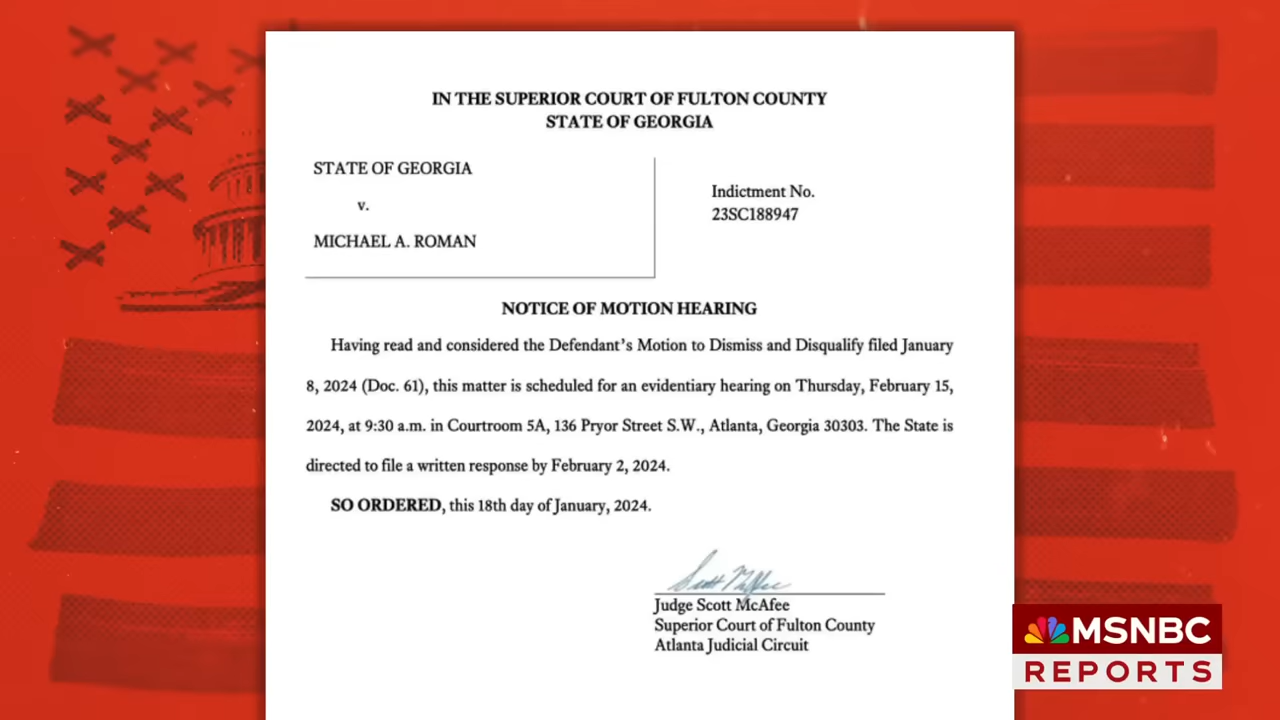 IN THE SUPERIOR COURT OF FULTON COUNTY
STATE OF GEORGIA
STATE OF GEORGIA
v.
MICHAEL A. ROMAN
Indictment No.
23SC188947
NOTICE OF MOTION HEARING
Having read and considered the Defendant's Motion to Dismiss and Disqualify filed January
8, 2024 (Doc. 61), this matter is scheduled for an evidentiary hearing on Thursday, February 15,
2024, at 9:30 a.m. in Courtroom 5A, 136 Pryor Street S.W., Atlanta, Georgia 30303. The State is
directed to file a written response by February 2, 2024.
SO ORDERED, this 18th day of January, 2024.
Scott McAfee
Judge Scott McAfee
Superior Court of Fulton County
Atlanta Judicial Circuit
MSNBC
REPORTS